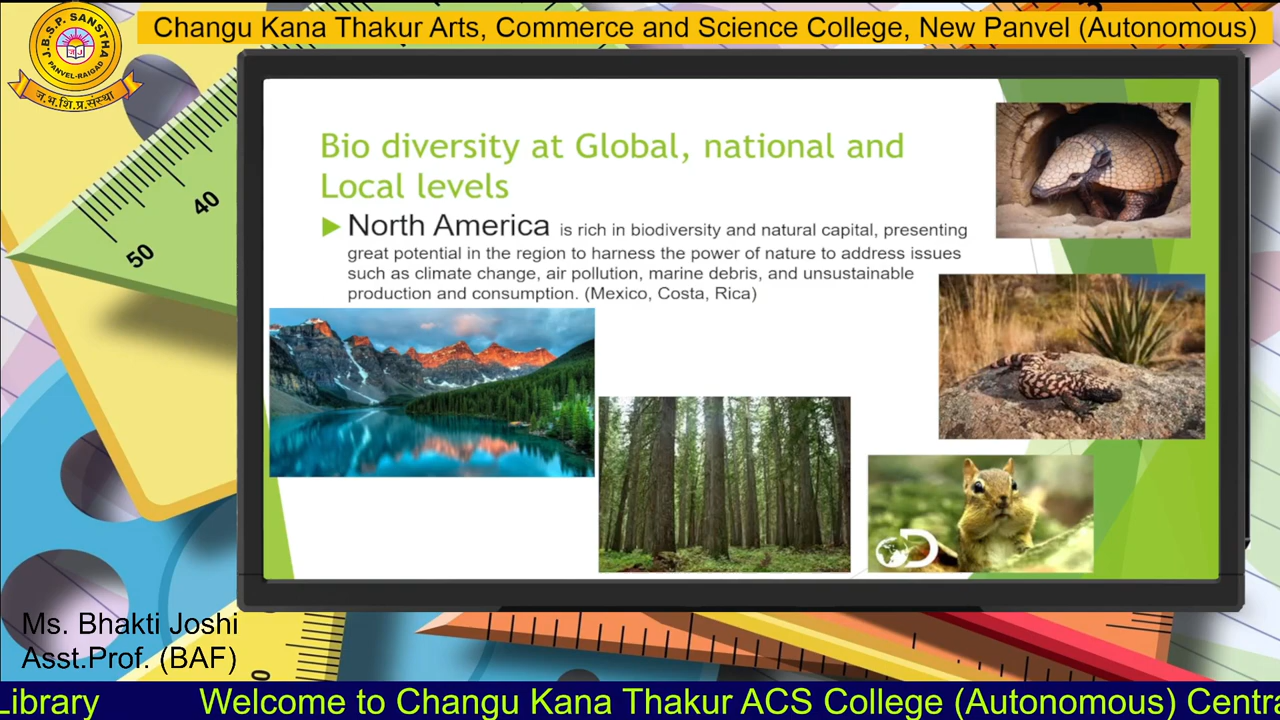 Changu Kana Thakur Arts, Commerce and Science College, New Panvel (Autonomous)
J.B.S.P. SANSTHA
PANVEL-RAIGAD
ज.भ.शि.प्र.संस्था
40
50
Bio diversity at Global, national and
Local levels
North America is rich in biodiversity and natural capital, presenting
great potential in the region to harness the power of nature to address issues
such as climate change, air pollution, marine debris, and unsustainable
production and consumption. (Mexico, Costa, Rica)
D
Ms. Bhakti Joshi
Asst.Prof. (BAF)
Library Welcome to Changu Kana Thakur ACS College (Autonomous) Centra